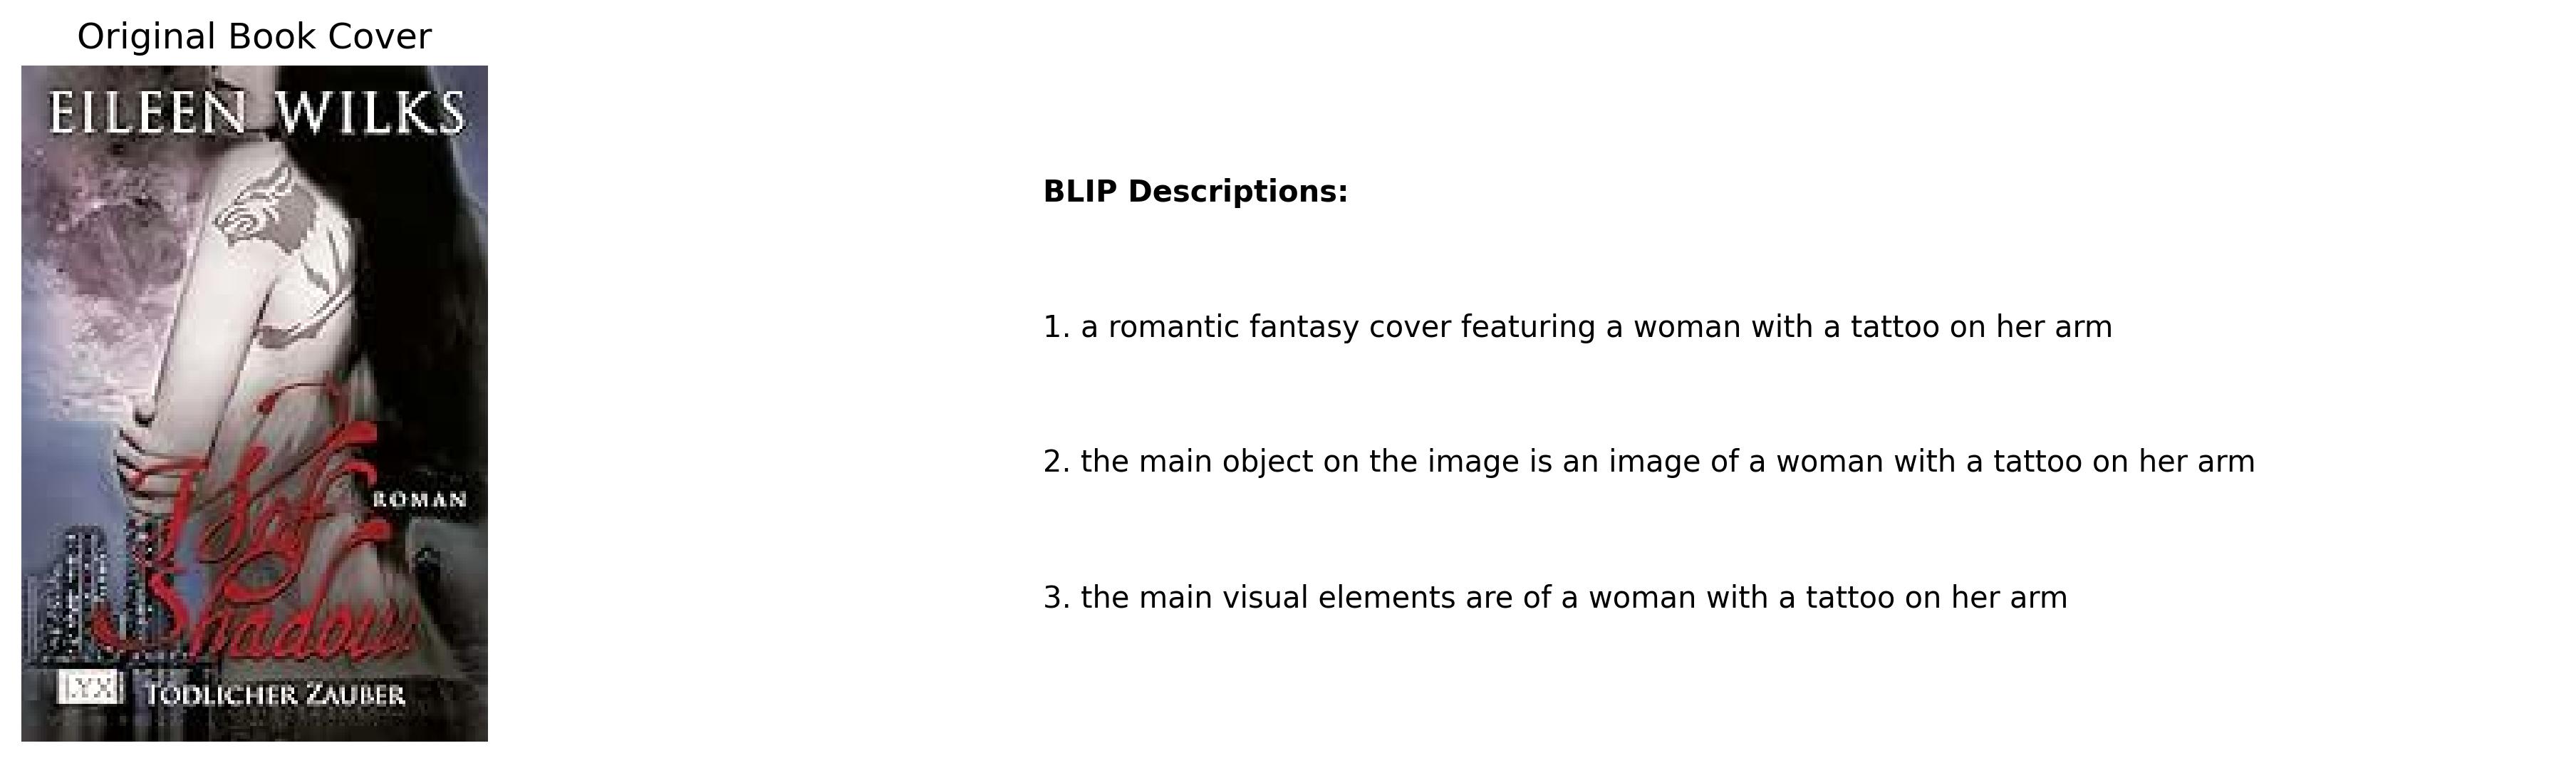 Original Book Cover
EILEEN WILKS
Wolf
ROMAN
Shadow
LYX
TÖDLICHER ZAUBER
BLIP Descriptions:
1. a romantic fantasy cover featuring a woman with a tattoo on her arm
2. the main object on the image is an image of a woman with a tattoo on her arm
3. the main visual elements are of a woman with a tattoo on her arm